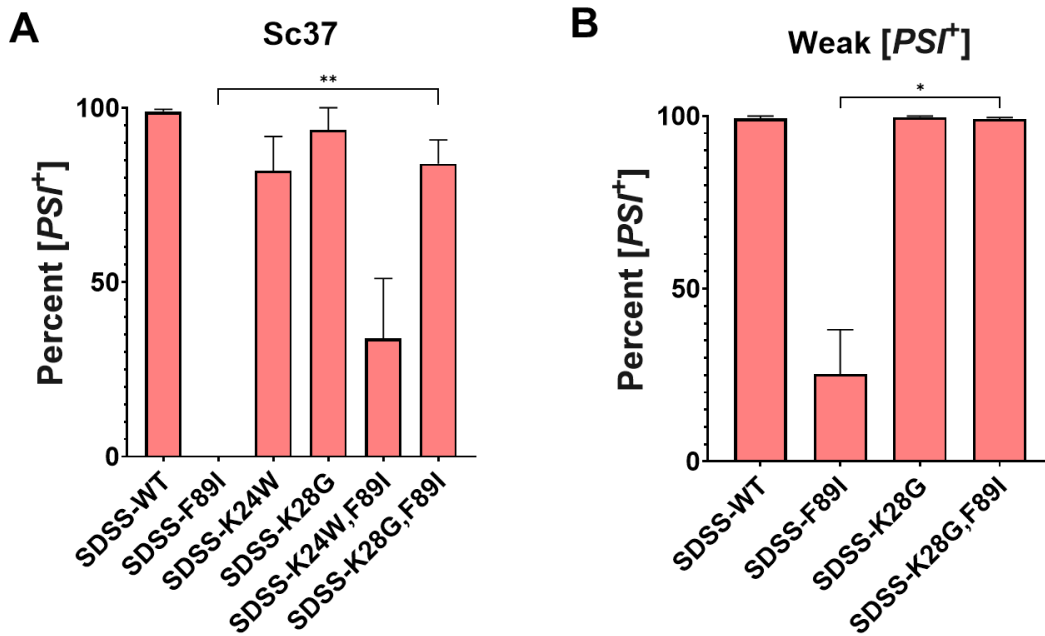 A
Sc37
**
Percent [PSI⁺]
100
50
0
SDSS-WT
SDSS-F89I
SDSS-K24W
SDSS-K28G
SDSS-K24W,F89I
SDSS-K28G,F89I
B
Weak [PSI⁺]
*
Percent [PSI⁺]
100
50
0
SDSS-WT
SDSS-F89I
SDSS-K28G
SDSS-K28G,F89I